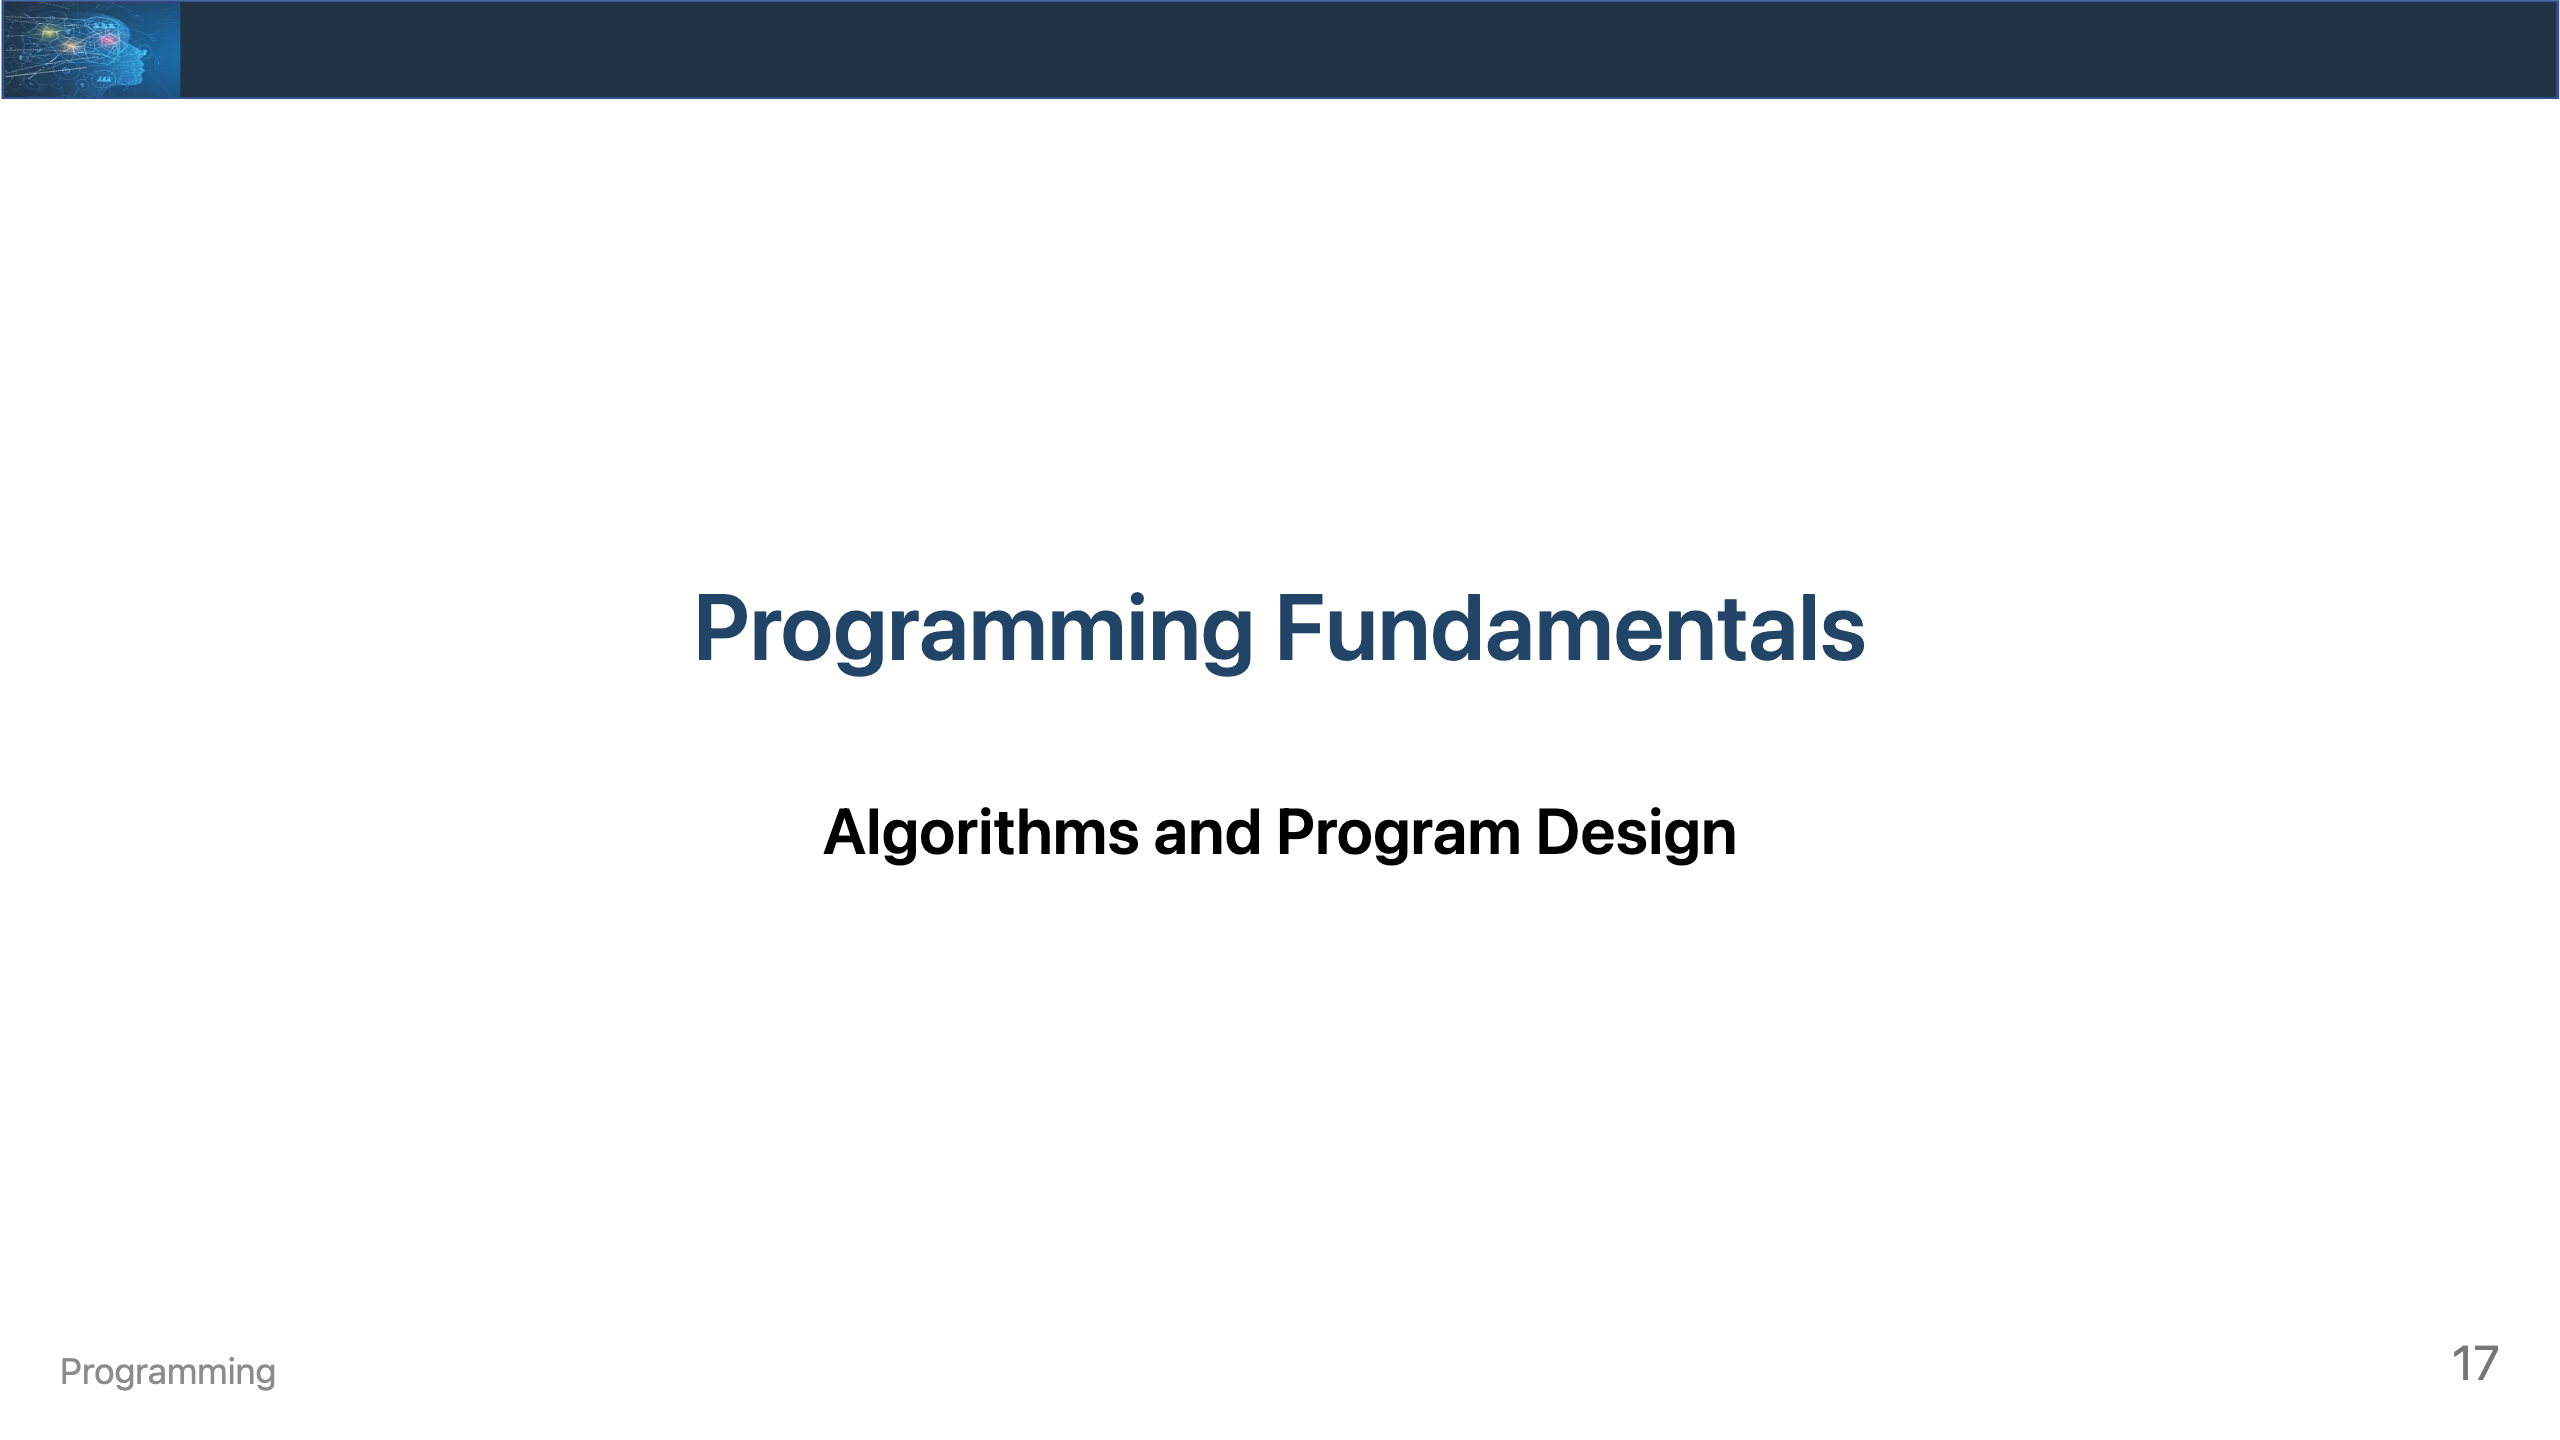 Programming Fundamentals
Algorithms and Program Design
Programming
17